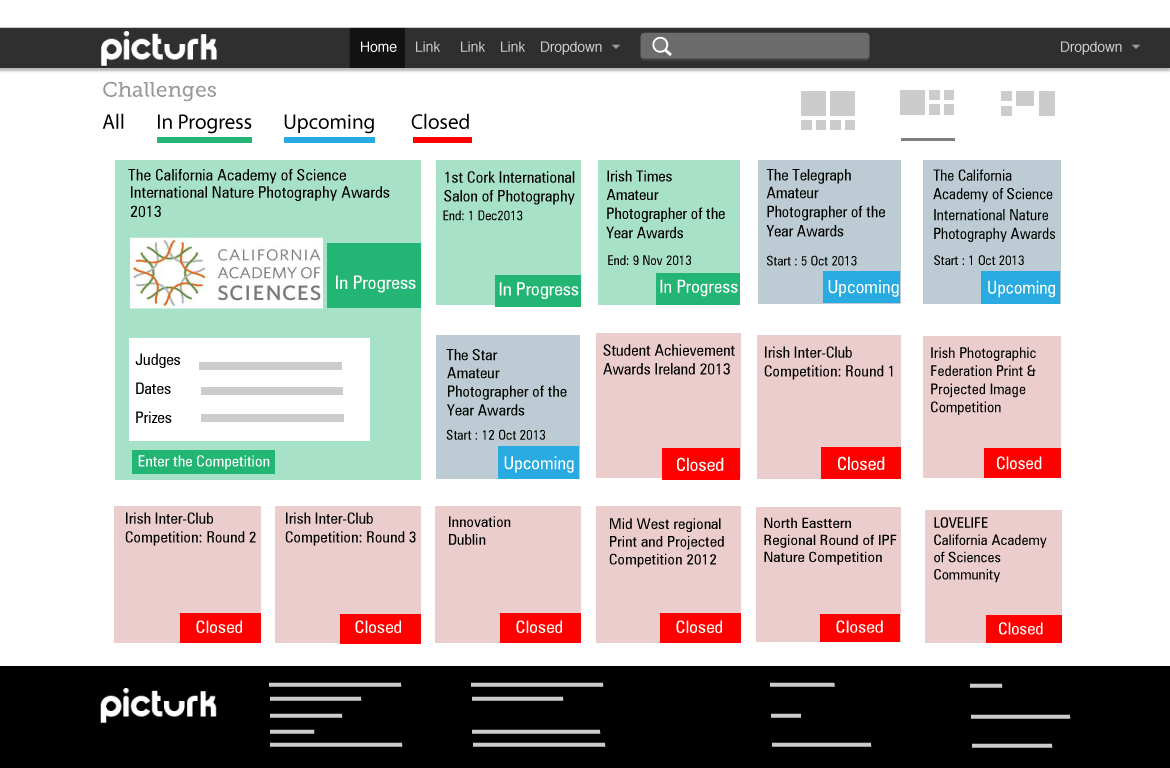 picturk
Home Link Link Link Dropdown
Dropdown
Challenges
All In Progress Upcoming Closed
The California Academy of Science
International Nature Photography Awards
2013
CALIFORNIA
ACADEMY OF
SCIENCES
In Progress
Judges
Dates
Prizes
Enter the Competition
1st Cork International
Salon of Photography
End: 1 Dec2013
In Progress
Irish Times
Amateur
Photographer of the
Year Awards
End: 9 Nov 2013
In Progress
The Telegraph
Amateur
Photographer of the
Year Awards
Start : 5 Oct 2013
Upcoming
The California
Academy of Science
International Nature
Photography Awards
Start : 1 Oct 2013
Upcoming
The Star
Amateur
Photographer of the
Year Awards
Start : 12 Oct 2013
Upcoming
Student Achievement
Awards Ireland 2013
Closed
Irish Inter-Club
Competition: Round 1
Closed
Irish Photographic
Federation Print &
Projected Image
Competition
Closed
Irish Inter-Club
Competition: Round 2
Closed
Irish Inter-Club
Competition: Round 3
Closed
Innovation
Dublin
Closed
Mid West regional
Print and Projected
Competition 2012
Closed
North Easttern
Regional Round of IPF
Nature Competition
Closed
LOVELIFE
California Academy
of Sciences
Community
Closed
picturk